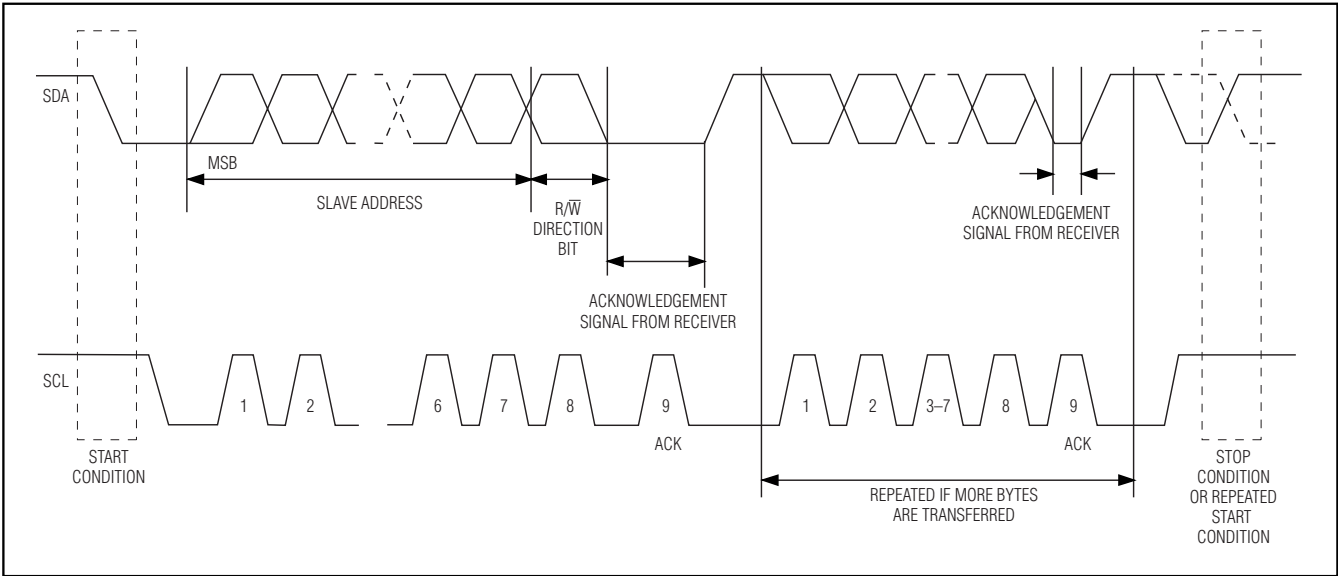 SDA
MSB
SLAVE ADDRESS
R/W̅
DIRECTION
BIT
ACKNOWLEDGEMENT
SIGNAL FROM RECEIVER
ACKNOWLEDGEMENT
SIGNAL FROM RECEIVER
SCL
1
2
6
7
8
9
ACK
1
2
3–7
8
9
ACK
START
CONDITION
REPEATED IF MORE BYTES
ARE TRANSFERRED
STOP
CONDITION
OR REPEATED
START
CONDITION